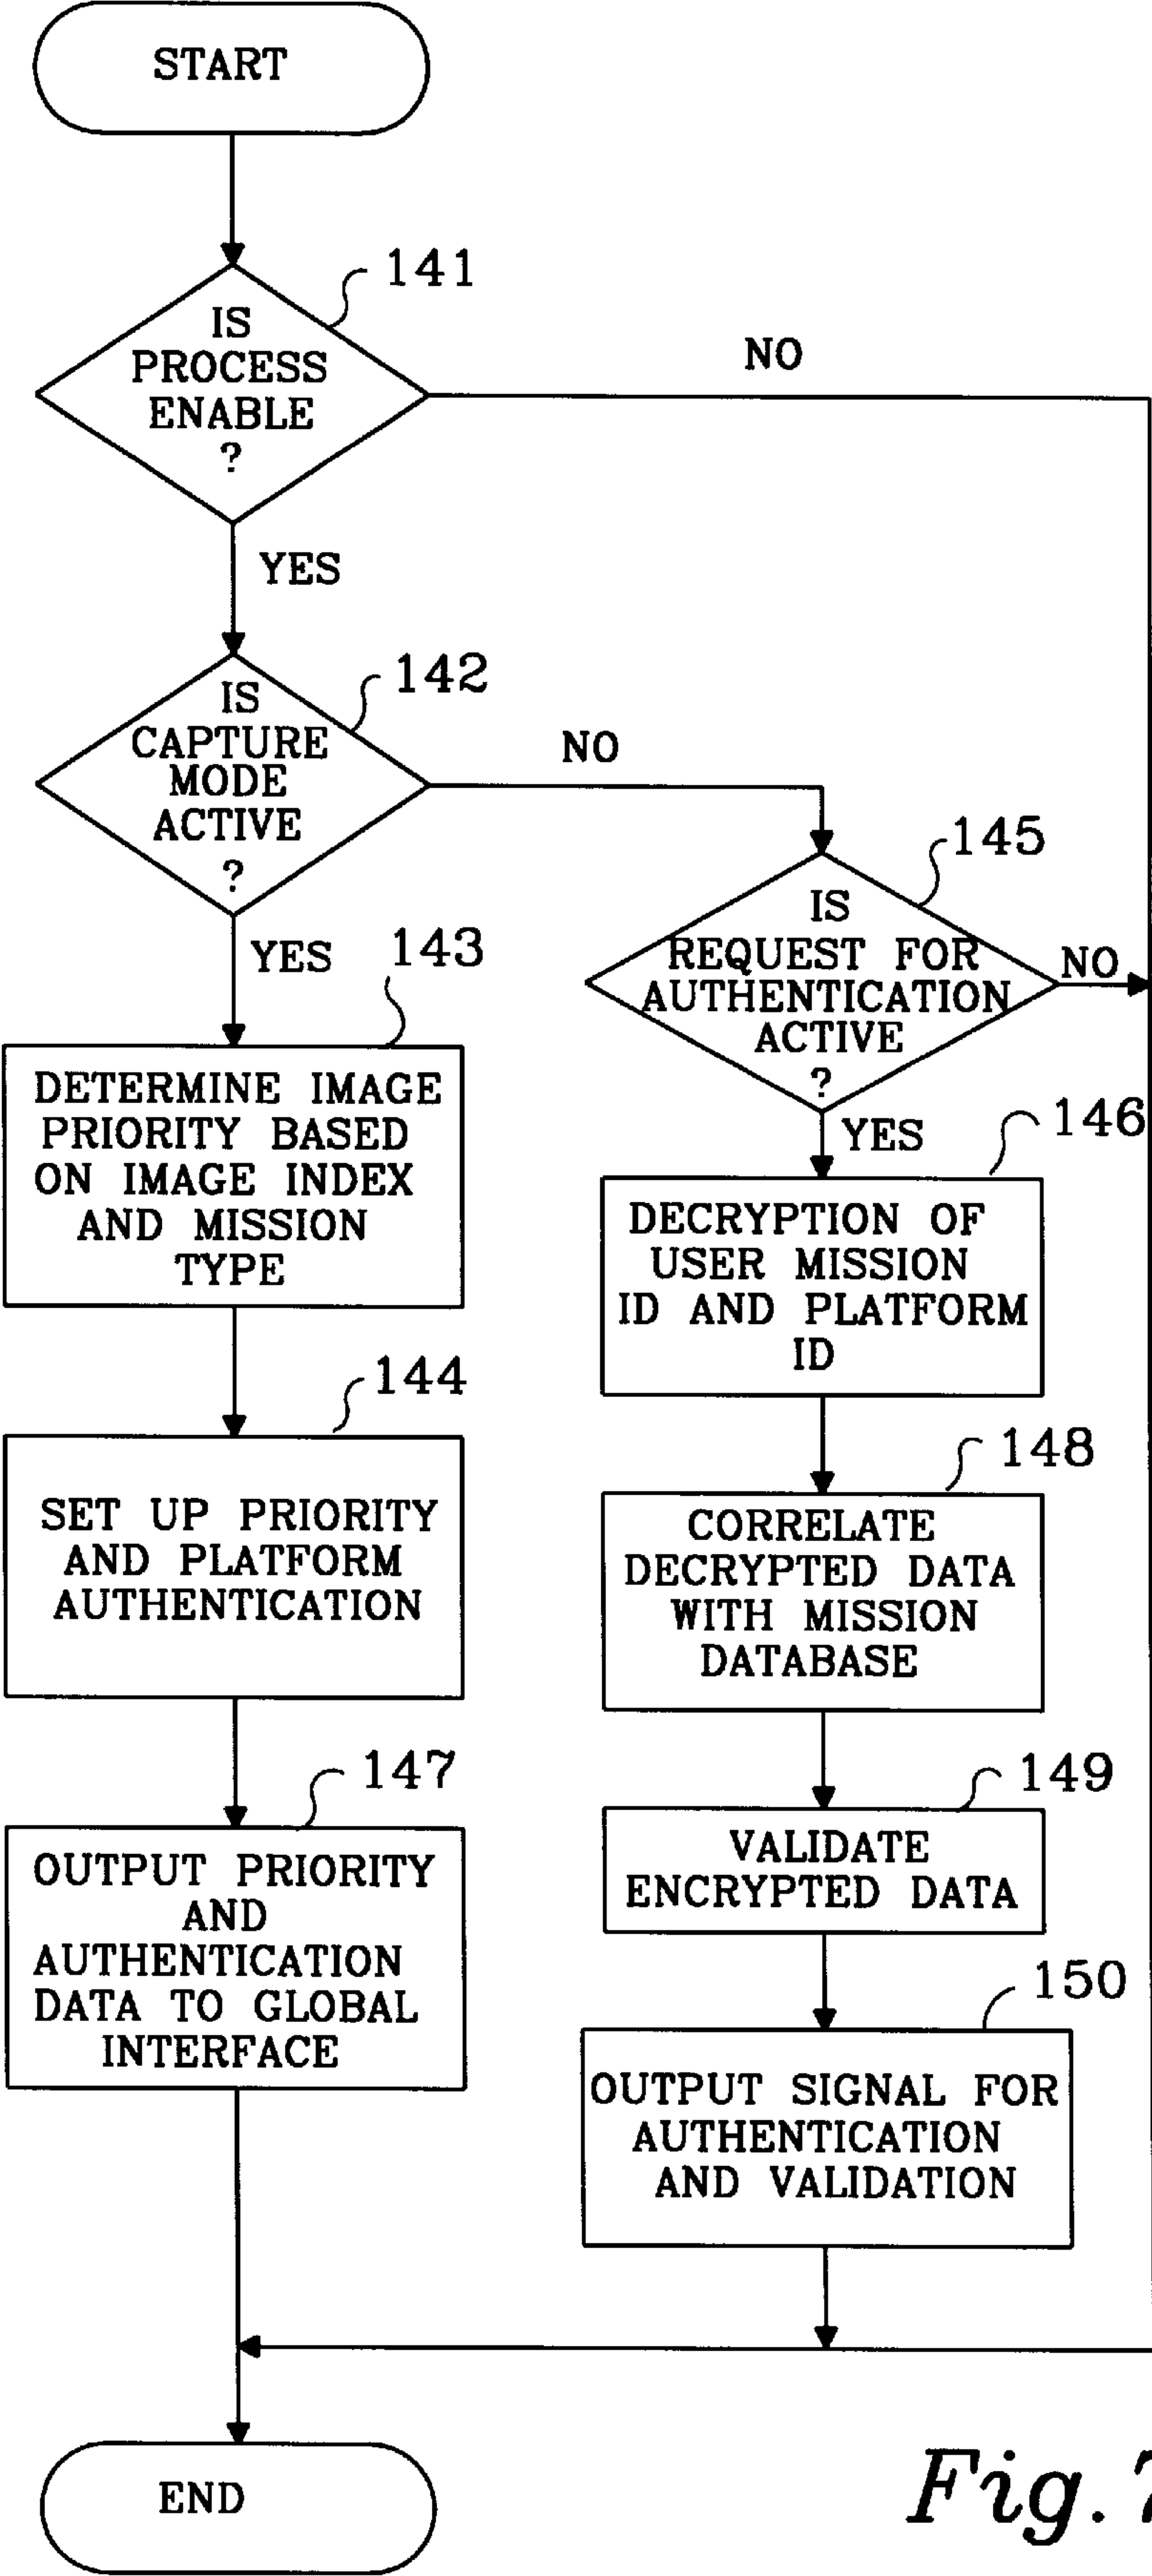 START
141
IS
PROCESS
ENABLE
?
NO
YES
142
IS
CAPTURE
MODE
ACTIVE
?
NO
YES
145
IS
REQUEST FOR
AUTHENTICATION
ACTIVE
?
NO
YES
143
DETERMINE IMAGE
PRIORITY BASED
ON IMAGE INDEX
AND MISSION
TYPE
146
DECRYPTION OF
USER MISSION
ID AND PLATFORM
ID
144
SET UP PRIORITY
AND PLATFORM
AUTHENTICATION
148
CORRELATE
DECRYPTED DATA
WITH MISSION
DATABASE
147
OUTPUT PRIORITY
AND
AUTHENTICATION
DATA TO GLOBAL
INTERFACE
149
VALIDATE
ENCRYPTED DATA
150
OUTPUT SIGNAL FOR
AUTHENTICATION
AND VALIDATION
END
Fig. 7